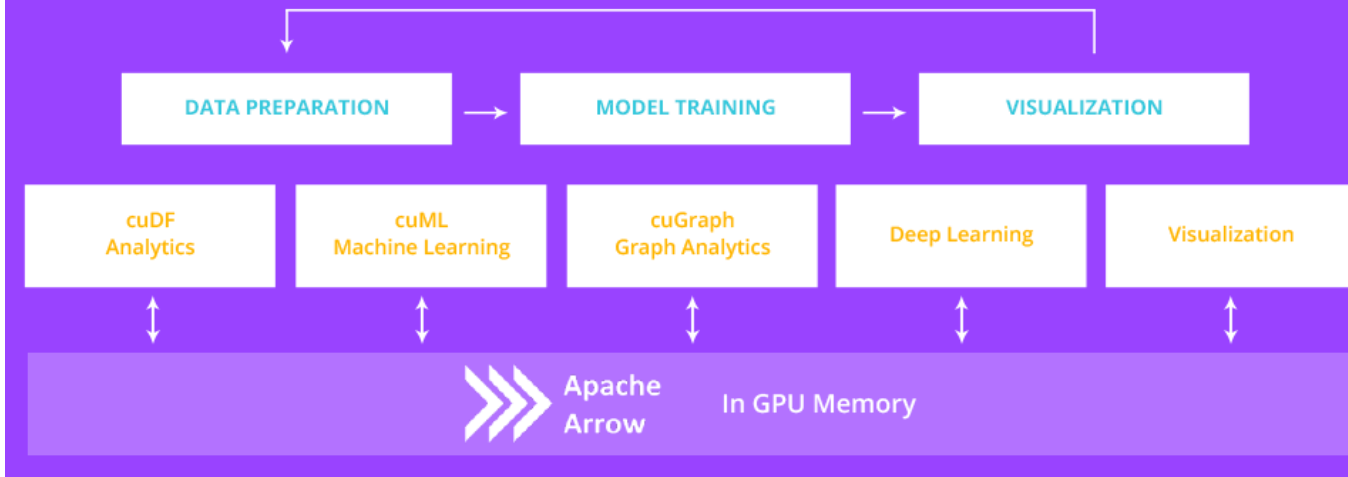 DATA PREPARATION
MODEL TRAINING
VISUALIZATION
cuDF
Analytics
cuML
Machine Learning
cuGraph
Graph Analytics
Deep Learning
Visualization
Apache
Arrow
In GPU Memory